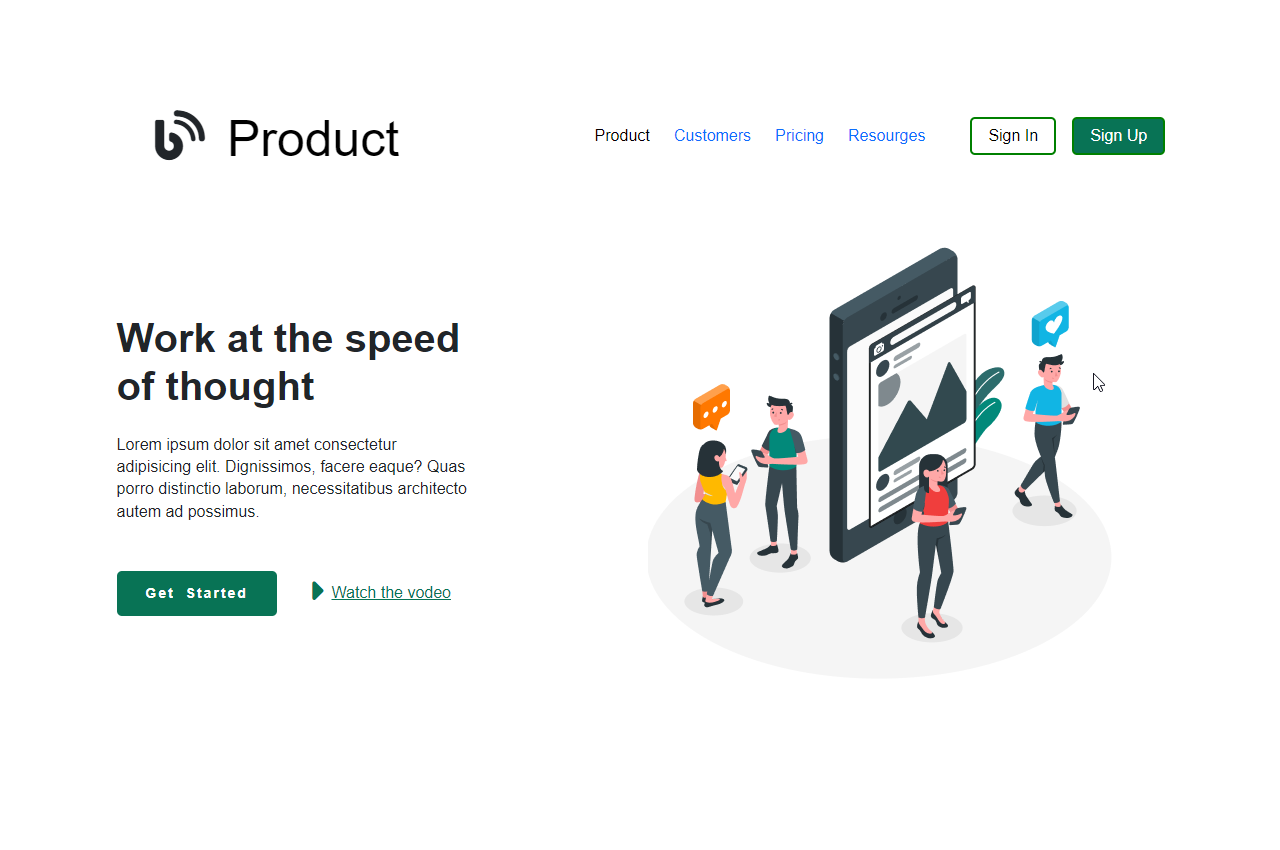 Product
Product Customers Pricing Resourges Sign In Sign Up
Work at the speed
of thought
Lorem ipsum dolor sit amet consectetur
adipisicing elit. Dignissimos, facere eaque? Quas
porro distinctio laborum, necessitatibus architecto
autem ad possimus.
Get Started Watch the vodeo